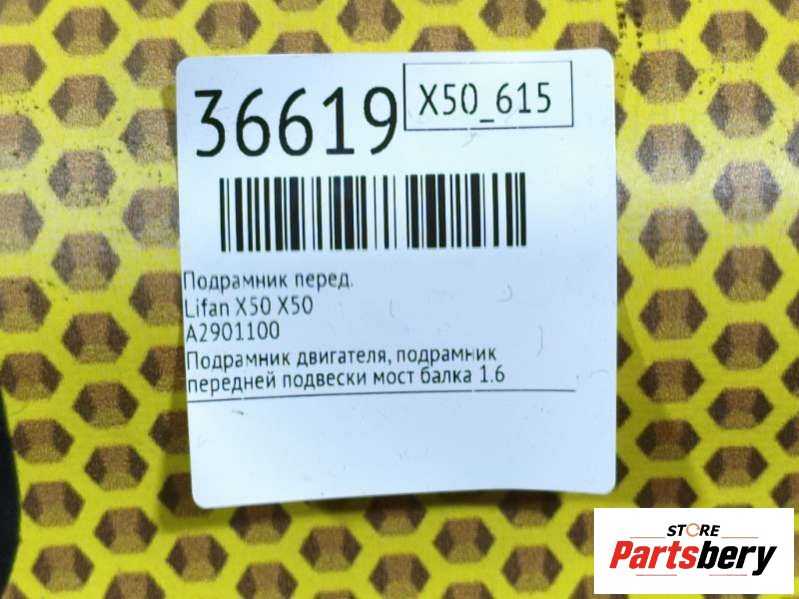 36619
X50_615
Подрамник перед.
Lifan X50 X50
A2901100
Подрамник двигателя, подрамник
передней подвески мост балка 1.6
STORE
Partsbery